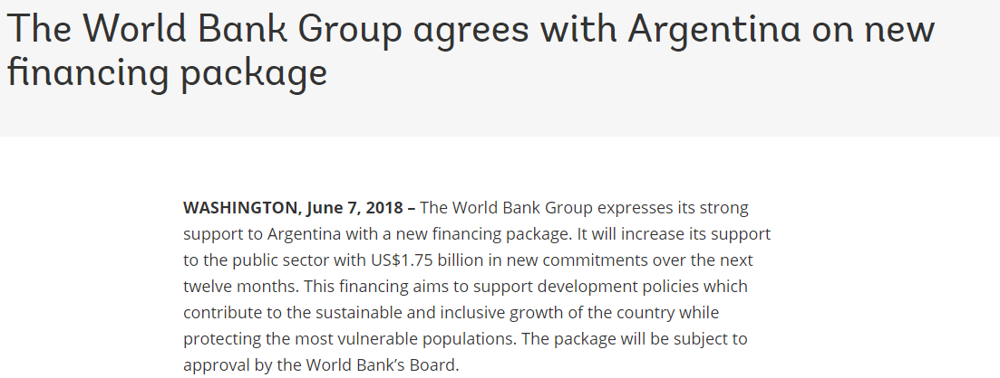 The World Bank Group agrees with Argentina on new
financing package
WASHINGTON, June 7, 2018 – The World Bank Group expresses its strong
support to Argentina with a new financing package. It will increase its support
to the public sector with US$1.75 billion in new commitments over the next
twelve months. This financing aims to support development policies which
contribute to the sustainable and inclusive growth of the country while
protecting the most vulnerable populations. The package will be subject to
approval by the World Bank’s Board.